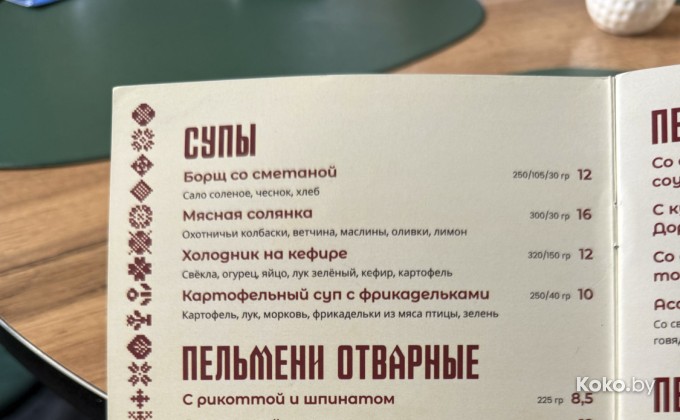 СУПЫ
Борщ со сметаной 250/105/30 гр 12
Сало соленое, чеснок, хлеб
Мясная солянка 300/30 гр 16
Охотничьи колбаски, ветчина, маслины, оливки, лимон
Холодник на кефире 320/150 гр 12
Свёкла, огурец, яйцо, лук зелёный, кефир, картофель
Картофельный суп с фрикадельками 250/40 гр 10
Картофель, лук, морковь, фрикадельки из мяса птицы, зелень
ПЕЛЬМЕНИ ОТВАРНЫЕ
С рикоттой и шпинатом 225 гр 8,5
Со
С
Со
Со
Koko.by